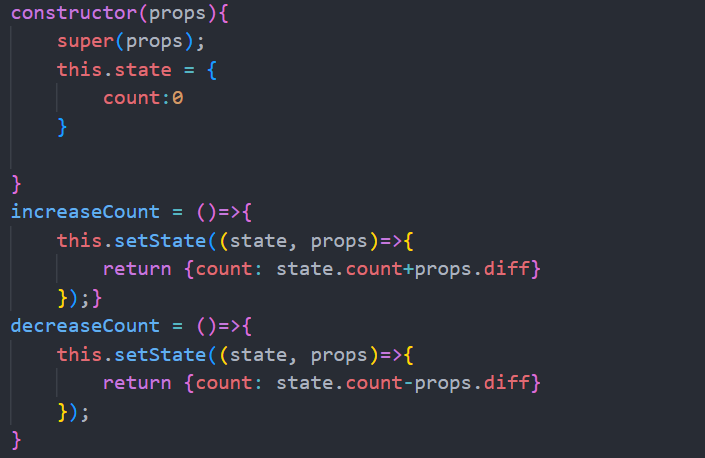 constructor(props){
    super(props);
    this.state = {
        count:0
    }

}
increaseCount = ()=>{
    this.setState((state, props)=>{
        return {count: state.count+props.diff}
    });}
decreaseCount = ()=>{
    this.setState((state, props)=>{
        return {count: state.count-props.diff}
    });
}